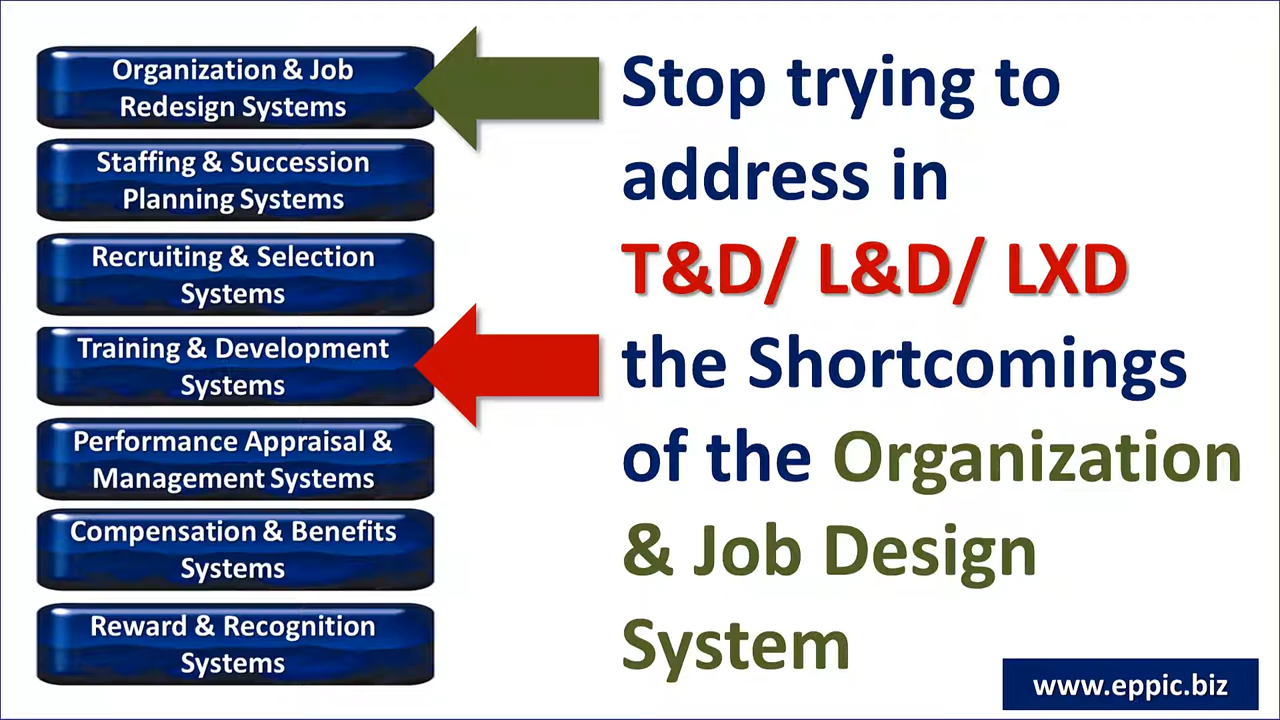 Organization & Job
Redesign Systems
Staffing & Succession
Planning Systems
Recruiting & Selection
Systems
Training & Development
Systems
Performance Appraisal &
Management Systems
Compensation & Benefits
Systems
Reward & Recognition
Systems
Stop trying to
address in
T&D/ L&D/ LXD
the Shortcomings
of the Organization
& Job Design
System
www.eppic.biz